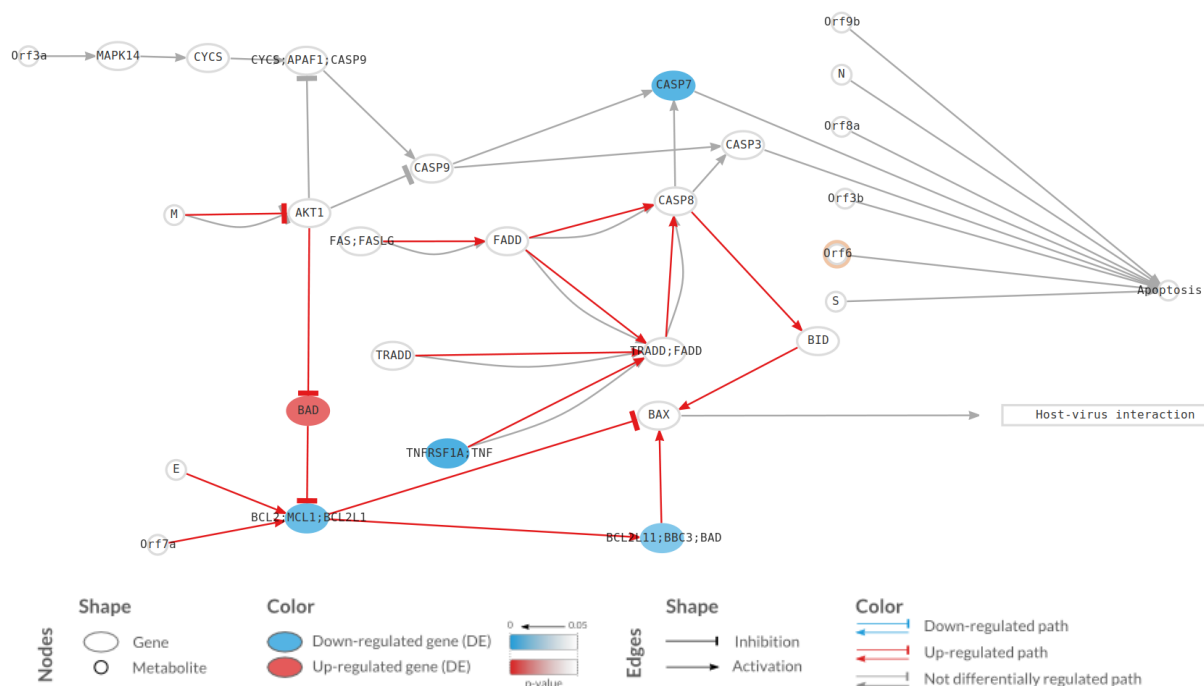 Orf9b
Orf3a
MAPK14
CYCS
CYCS;APAF1;CASP9
N
CASP7
Orf8a
CASP3
CASP9
Orf3b
CASP8
M
AKT1
FAS;FASLG
FADD
Orf6
Apoptosis
S
TRADD
TRADD;FADD
BID
BAD
BAX
Host-virus interaction
TNFRSF1A;TNF
E
BCL2;MCL1;BCL2L1
Orf7a
BCL2L11;BBC3;BAD
Nodes
Shape
Gene
Metabolite
Color
Down-regulated gene (DE)
Up-regulated gene (DE)
0
0.05
p-value
Edges
Shape
Inhibition
Activation
Color
Down-regulated path
Up-regulated path
Not differentially regulated path